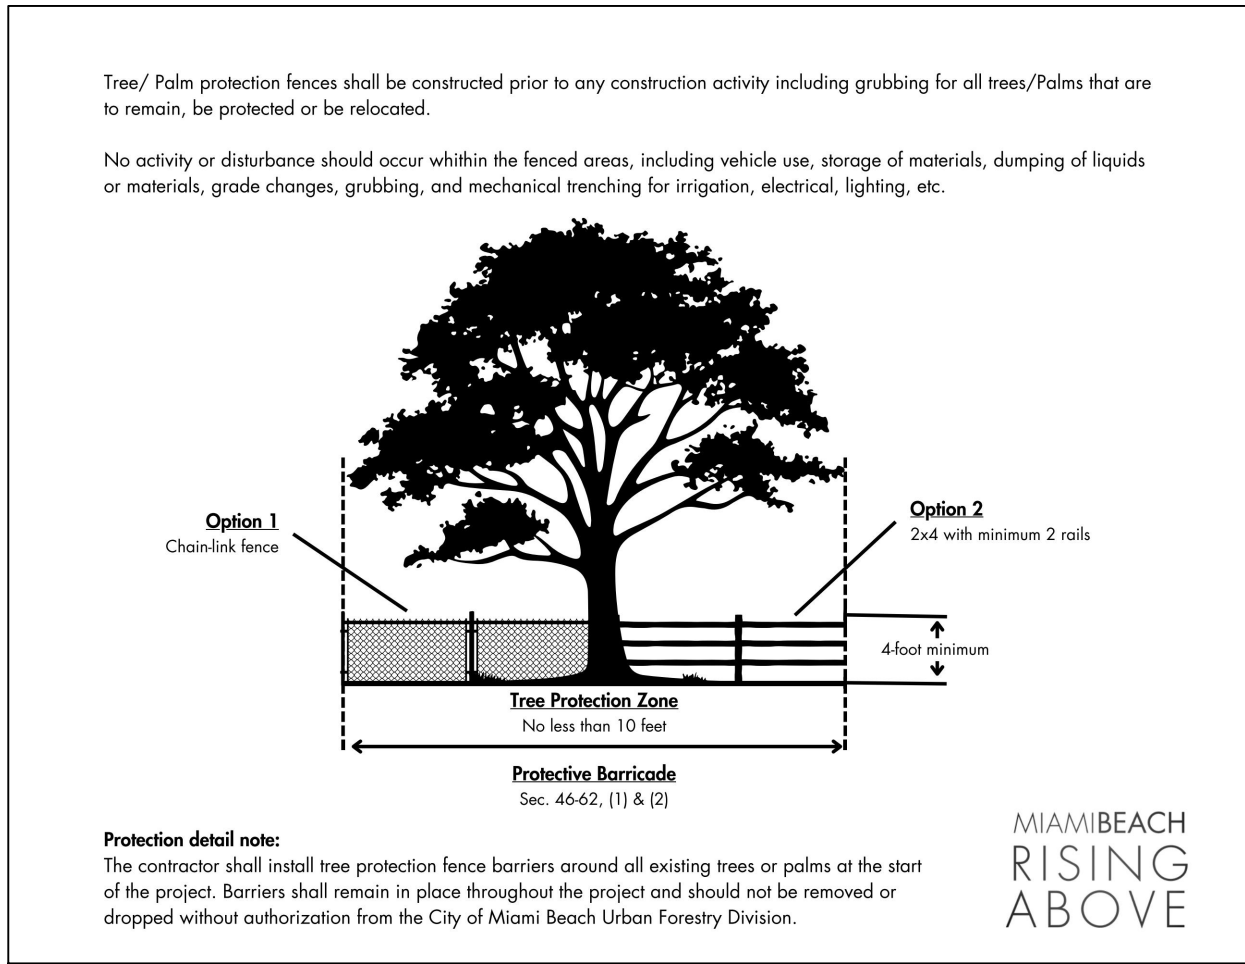 Tree/ Palm protection fences shall be constructed prior to any construction activity including grubbing for all trees/Palms that are
to remain, be protected or be relocated.
No activity or disturbance should occur whithin the fenced areas, including vehicle use, storage of materials, dumping of liquids
or materials, grade changes, grubbing, and mechanical trenching for irrigation, electrical, lighting, etc.
Option 1
Chain-link fence
Option 2
2x4 with minimum 2 rails
4-foot minimum
Tree Protection Zone
No less than 10 feet
Protective Barricade
Sec. 46-62, (1) & (2)
Protection detail note:
The contractor shall install tree protection fence barriers around all existing trees or palms at the start
of the project. Barriers shall remain in place throughout the project and should not be removed or
dropped without authorization from the City of Miami Beach Urban Forestry Division.
MIAMIBEACH
RISING
ABOVE